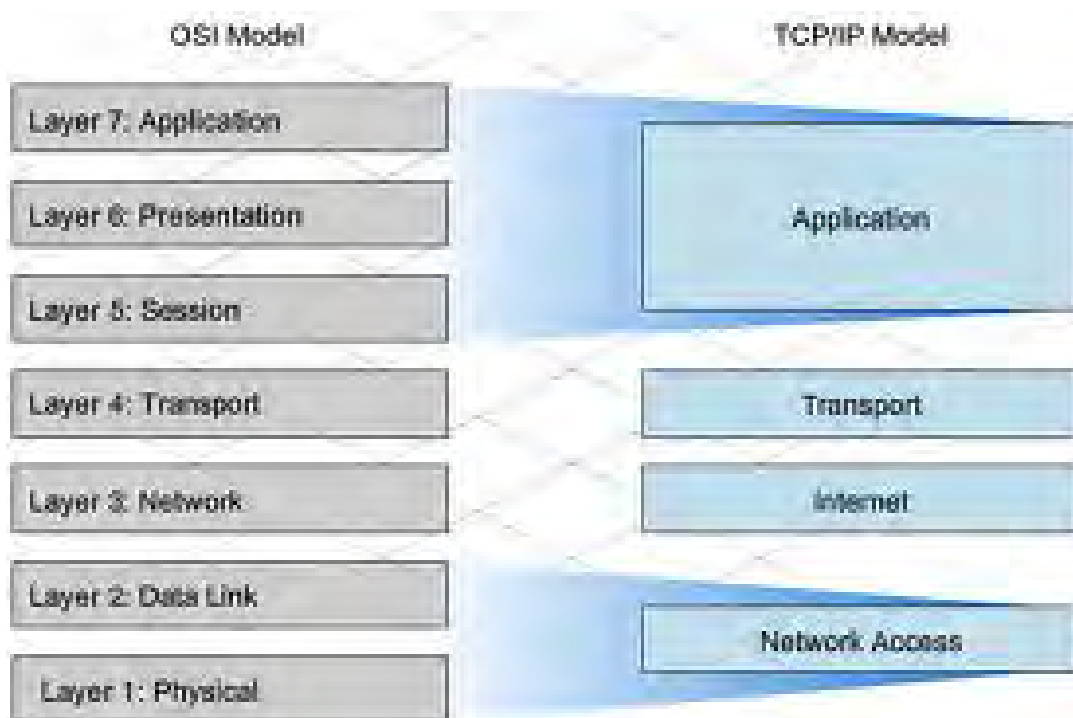 OSI Model
TCP/IP Model
Layer 7: Application
Layer 6: Presentation
Layer 5: Session
Layer 4: Transport
Layer 3: Network
Layer 2: Data Link
Layer 1: Physical
Application
Transport
Internet
Network Access